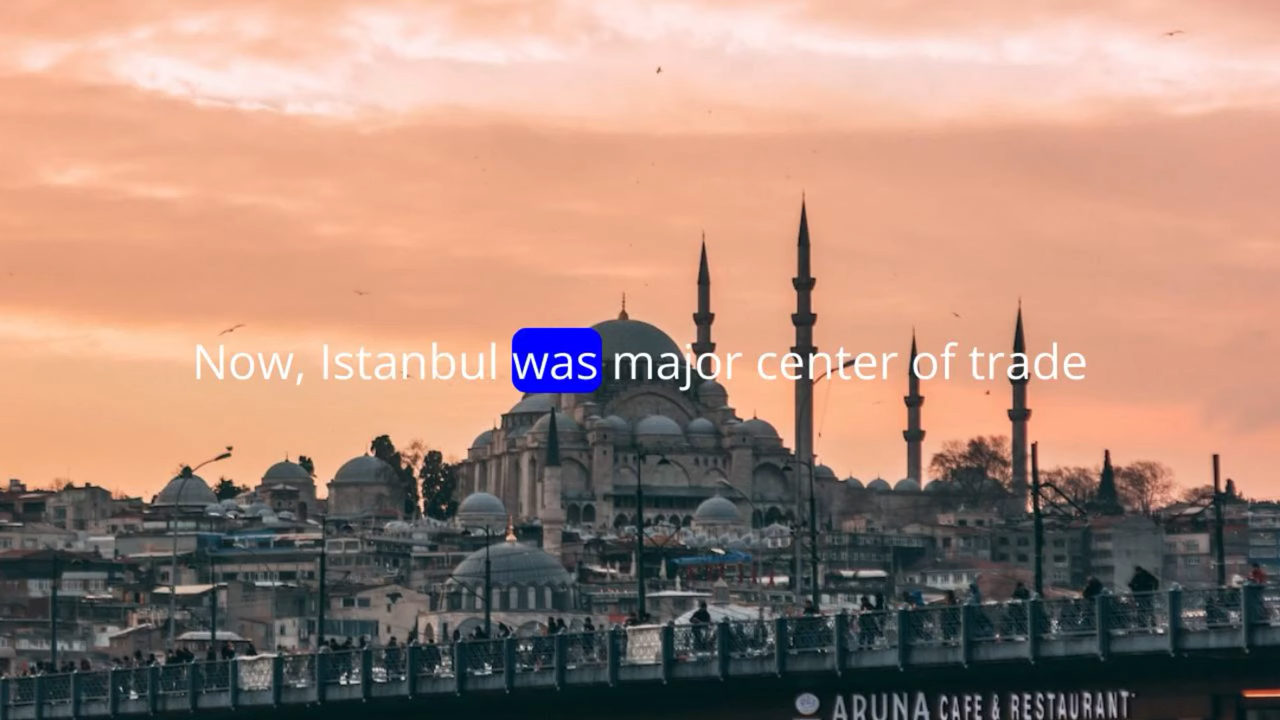 Now, Istanbul was major center of trade
ARUNA CAFE & RESTAURANT